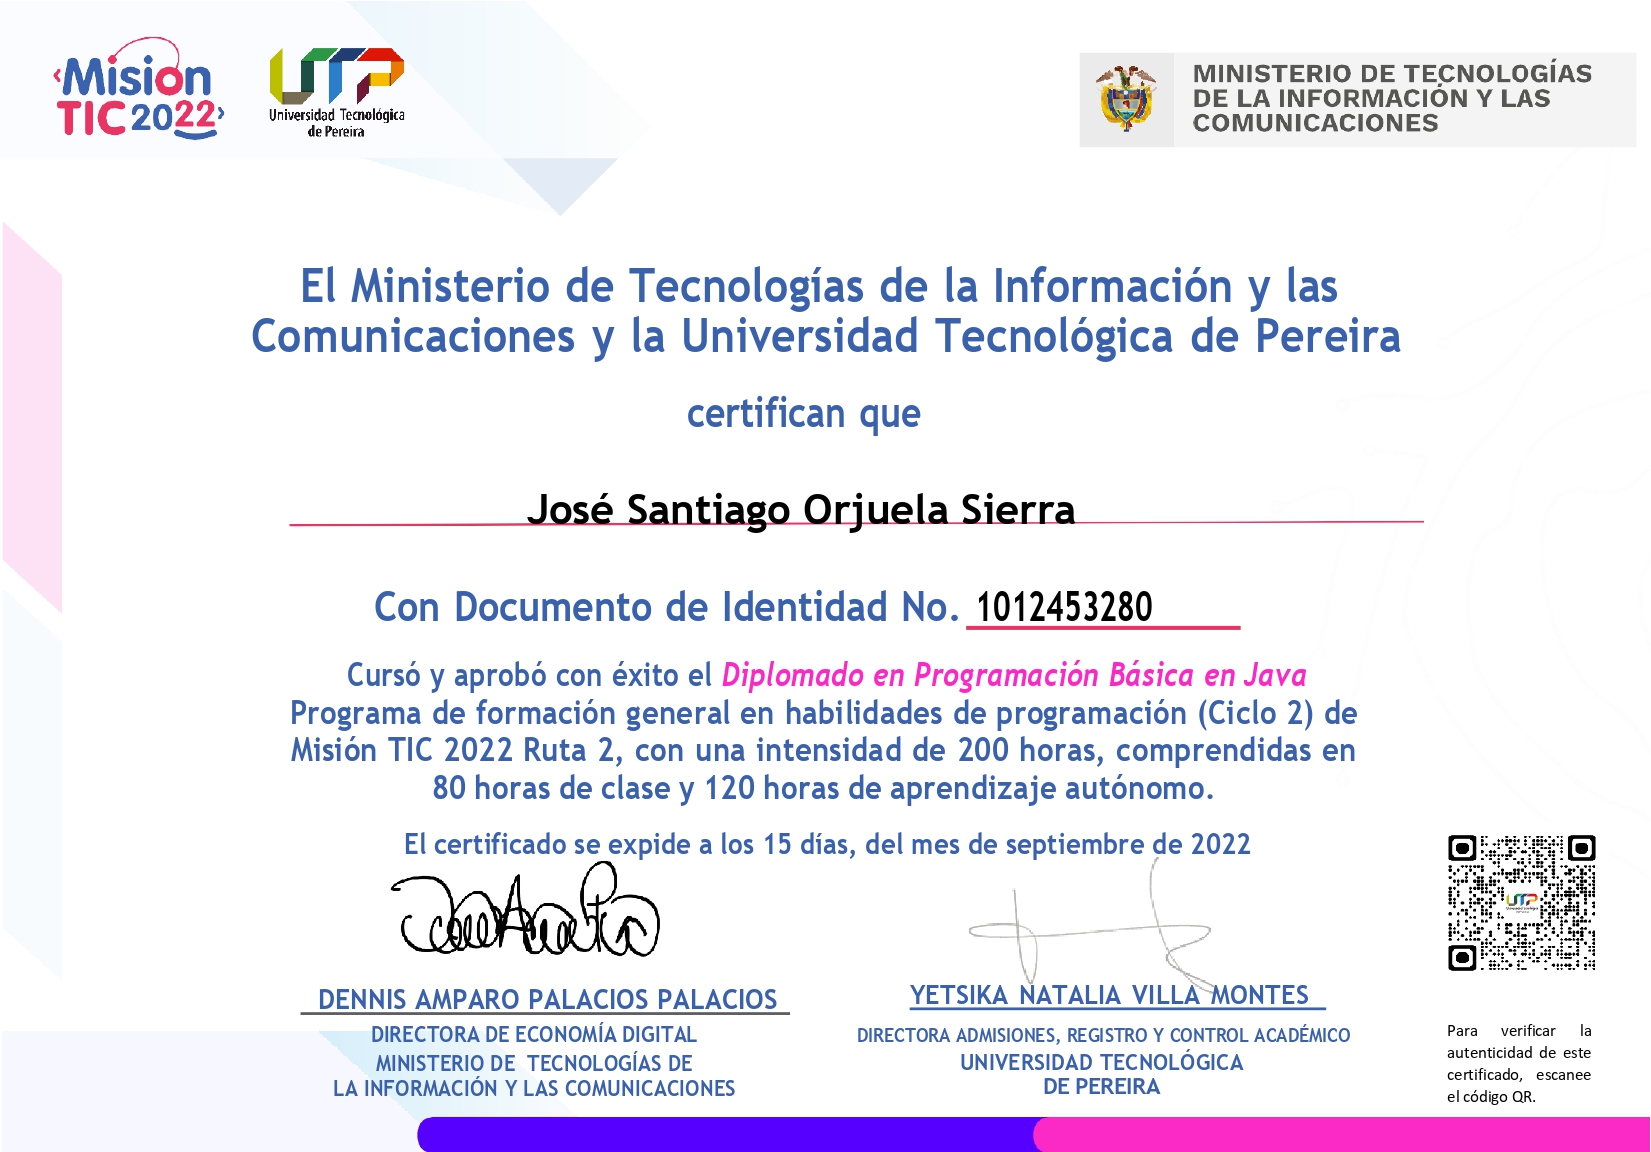 ‹Misión
TIC 2022›
UTP
Universidad Tecnológica
de Pereira
MINISTERIO DE TECNOLOGÍAS
DE LA INFORMACIÓN Y LAS
COMUNICACIONES
El Ministerio de Tecnologías de la Información y las
Comunicaciones y la Universidad Tecnológica de Pereira
certifican que
José Santiago Orjuela Sierra
Con Documento de Identidad No. 1012453280
Cursó y aprobó con éxito el Diplomado en Programación Básica en Java
Programa de formación general en habilidades de programación (Ciclo 2) de
Misión TIC 2022 Ruta 2, con una intensidad de 200 horas, comprendidas en
80 horas de clase y 120 horas de aprendizaje autónomo.
El certificado se expide a los 15 días, del mes de septiembre de 2022
DENNIS AMPARO PALACIOS PALACIOS
DIRECTORA DE ECONOMÍA DIGITAL
MINISTERIO DE TECNOLOGÍAS DE
LA INFORMACIÓN Y LAS COMUNICACIONES
YETSIKA NATALIA VILLA MONTES
DIRECTORA ADMISIONES, REGISTRO Y CONTROL ACADÉMICO
UNIVERSIDAD TECNOLÓGICA
DE PEREIRA
UTP
Para verificar la
autenticidad de este
certificado, escanee
el código QR.